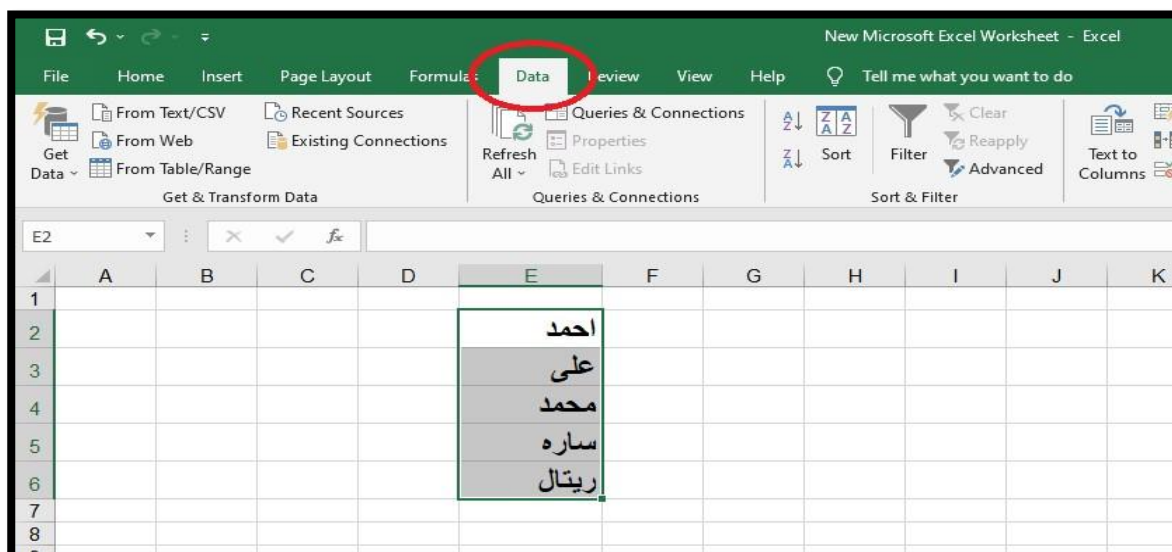 New Microsoft Excel Worksheet - Excel
File Home Insert Page Layout Formulas Data Review View Help Tell me what you want to do
Get Data
From Text/CSV
From Web
From Table/Range
Recent Sources
Existing Connections
Get & Transform Data
Refresh All
Queries & Connections
Properties
Edit Links
Queries & Connections
Sort
Filter
Clear
Reapply
Advanced
Sort & Filter
Text to Columns
E2 fx
A B C D E F G H I J K
1
2 احمد
3 على
4 محمد
5 ساره
6 ريتال
7
8